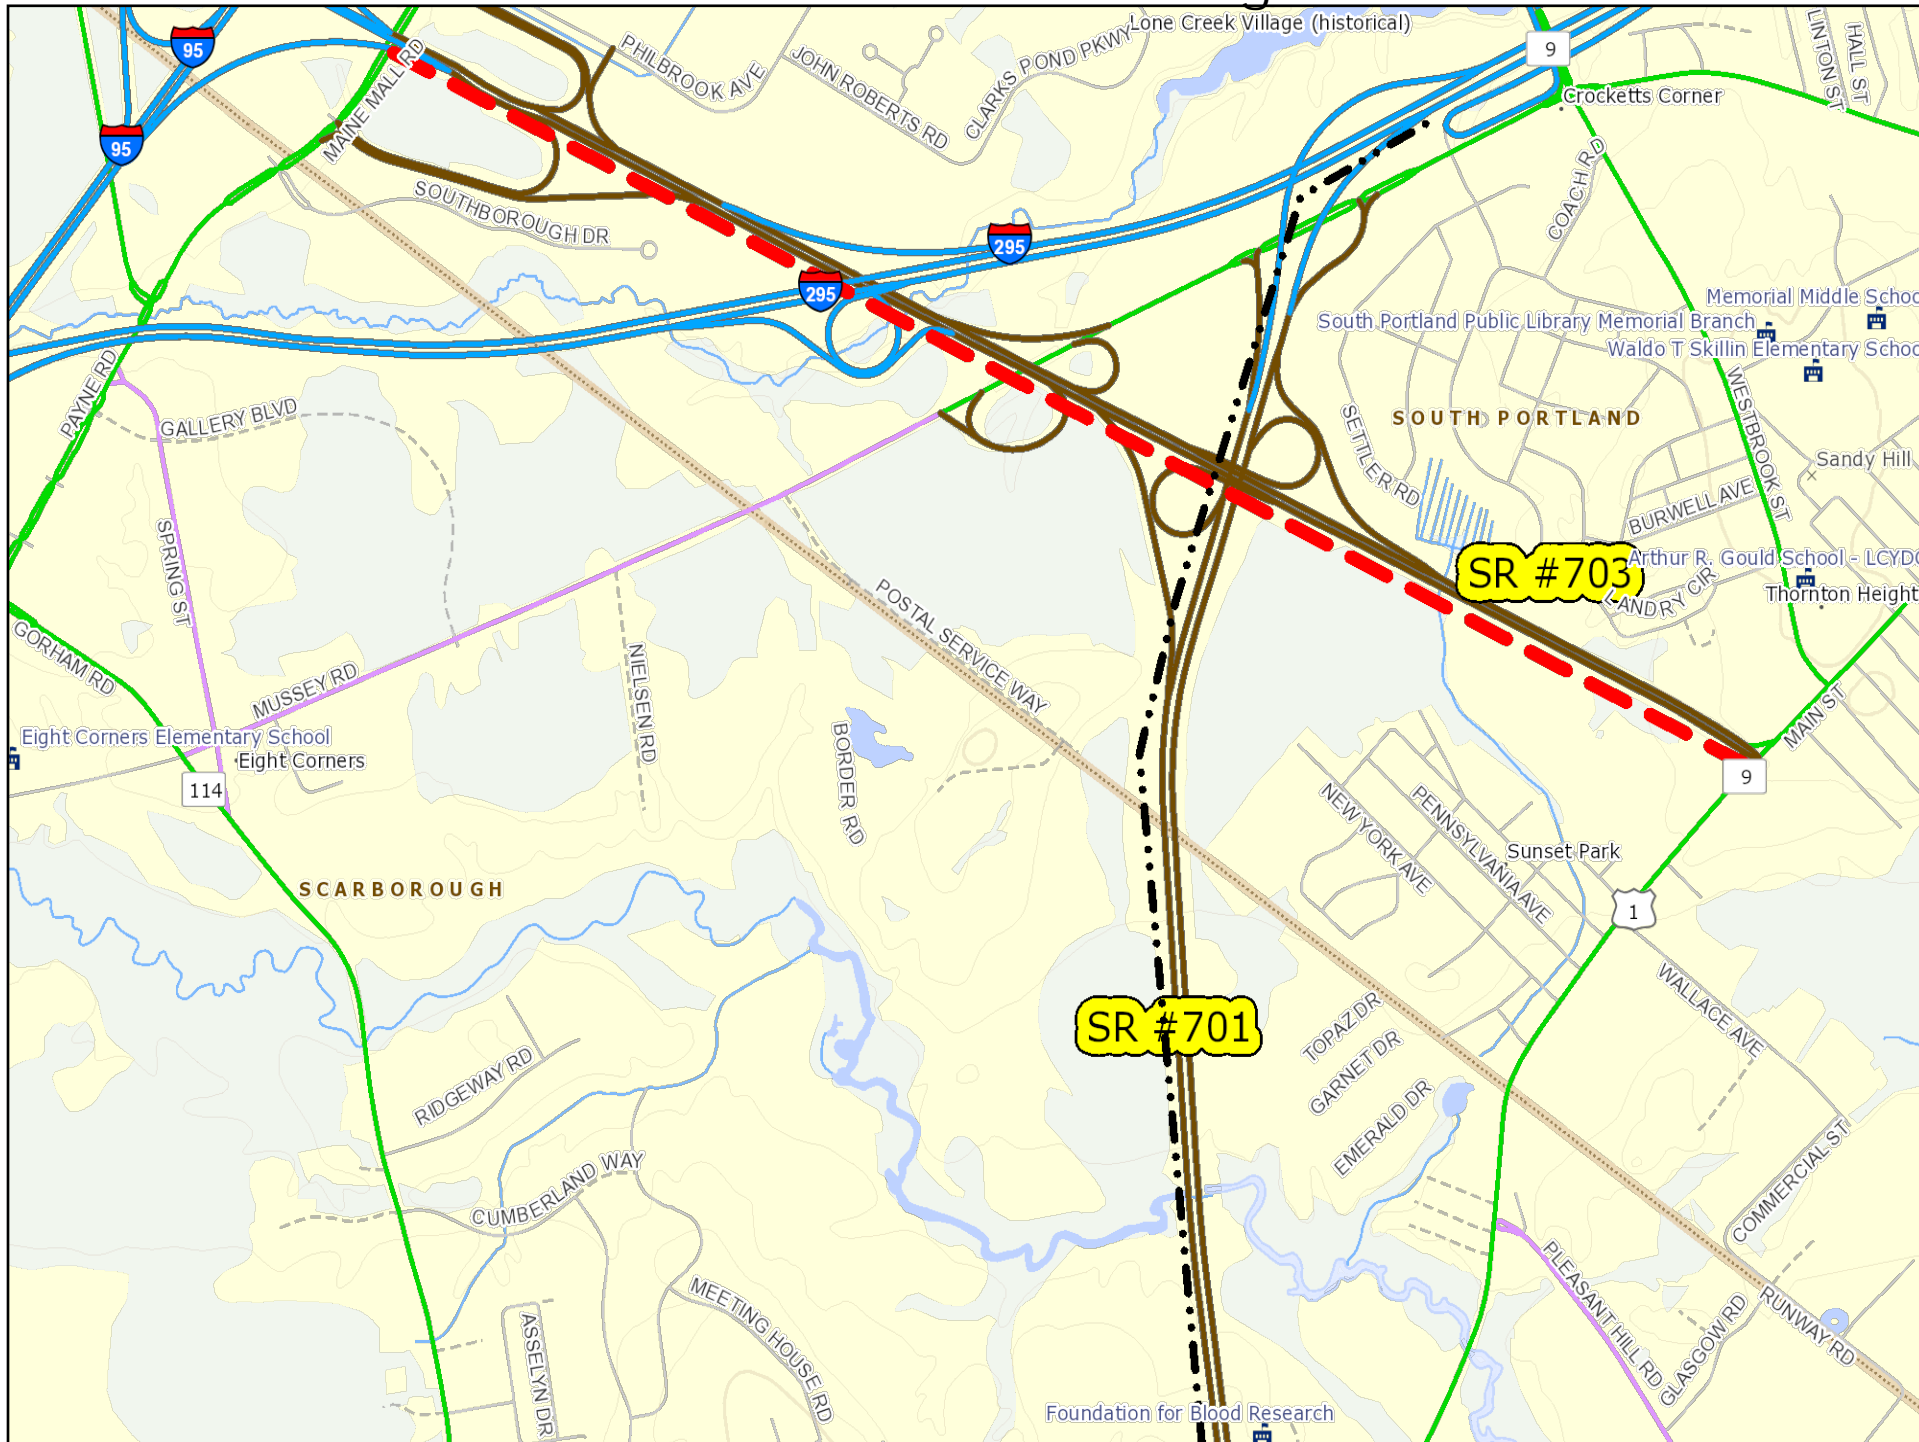 Lone Creek Village (historical)
95
9
LINTON ST
HALL ST
PHILBROOK AVE
JOHN ROBERTS RD
CLARKS POND PKWY
MAINE MALL RD
Crocketts Corner
95
COACH RD
SOUTHBOROUGH DR
295
295
Memorial Middle Schoo
South Portland Public Library Memorial Branch
Waldo T Skillin Elementary Schoo
PAYNE RD
GALLERY BLVD
SOUTH PORTLAND
SETTLER RD
WESTBROOK ST
Sandy Hill
BURWELL AVE
SPRING ST
SR #703
Arthur R. Gould School - LCYDC
LANDRY CIR
Thornton Height
POSTAL SERVICE WAY
GORHAM RD
NIELSEN RD
MUSSEY RD
MAIN ST
Eight Corners Elementary School
Eight Corners
BORDER RD
114
9
NEW YORK AVE
PENNSYLVANIA AVE
Sunset Park
SCARBOROUGH
1
WALLACE AVE
SR #701
TOPAZ DR
GARNET DR
EMERALD DR
RIDGEWAY RD
COMMERCIAL ST
CUMBERLAND WAY
PLEASANT HILL RD
GLASGOW RD
RUNWAY RD
MEETING HOUSE RD
ASSELYN DR
Foundation for Blood Research